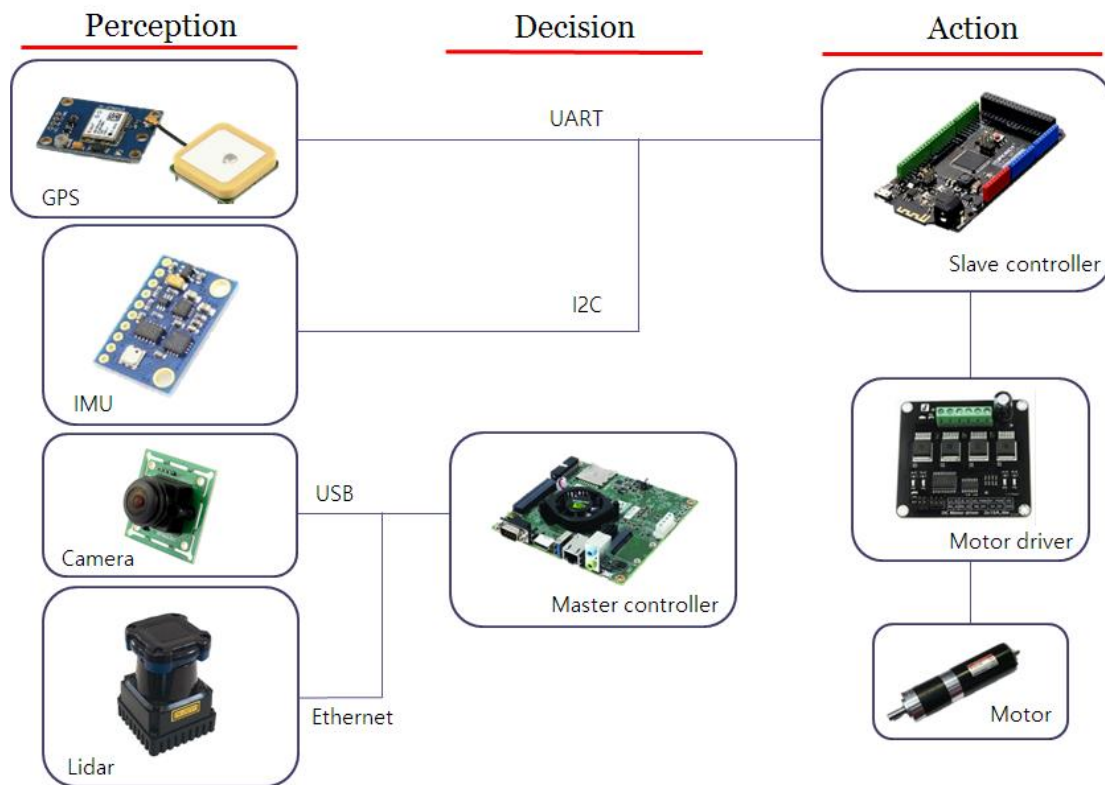 Perception
Decision
Action
GPS
UART
Slave controller
IMU
I2C
Camera
USB
Master controller
Motor driver
Lidar
Ethernet
Motor